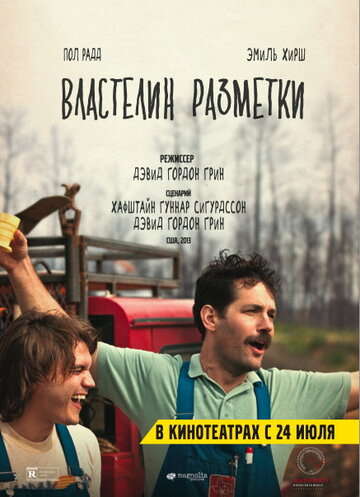 ПОЛ РАДД
ЭМИЛЬ ХИРШ
ВЛАСТЕЛИН РАЗМЕТКИ
РЕЖИССЕР
ДЭВИД ГОРДОН ГРИН
СЦЕНАРИЙ
ХАФШТАЙН ГУННАР СИГУРДССОН
ДЭВИД ГОРДОН ГРИН
США, 2013
В КИНОТЕАТРАХ С 24 ИЮЛЯ
R
magnolia